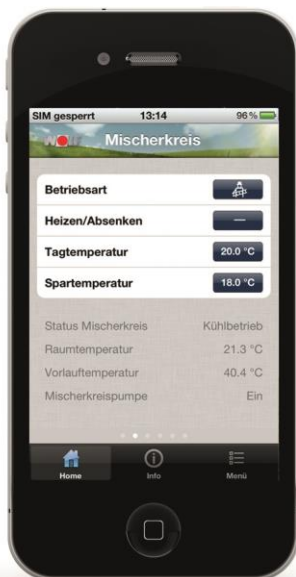 SIM gesperrt 13:14 96 %
WOLF Mischerkreis
Betriebsart
Heizen/Absenken —
Tagtemperatur 20.0 °C
Spartemperatur 18.0 °C
Status Mischerkreis Kühlbetrieb
Raumtemperatur 21.3 °C
Vorlauftemperatur 40.4 °C
Mischerkreispumpe Ein
Home Info Menü